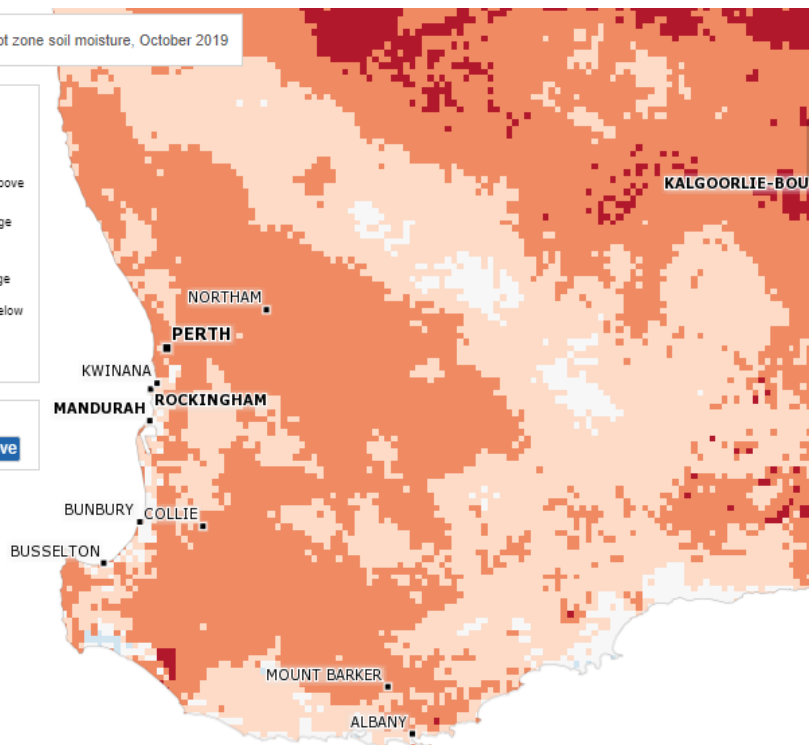 ot zone soil moisture, October 2019
ove
ge
ge
elow
ve
KALGOORLIE-BOU
NORTHAM
PERTH
KWINANA
ROCKINGHAM
MANDURAH
BUNBURY
COLLIE
BUSSELTON
MOUNT BARKER
ALBANY